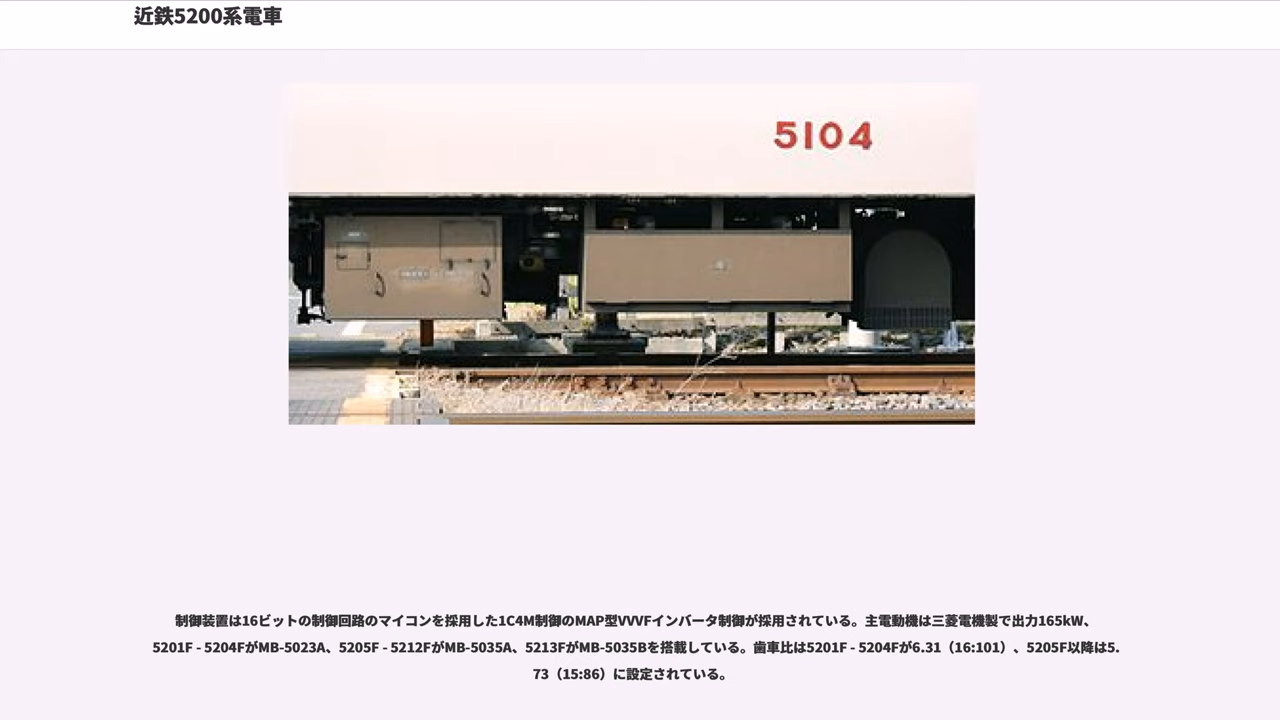 近鉄5200系電車
5104
制御装置は16ビットの制御回路のマイコンを採用した1C4M制御のMAP型VVVFインバータ制御が採用されている。主電動機は三菱電機製で出力165kW、
5201F - 5204FがMB-5023A、5205F - 5212FがMB-5035A、5213FがMB-5035Bを搭載している。歯車比は5201F - 5204Fが6.31（16:101）、5205F以降は5.
73（15:86）に設定されている。